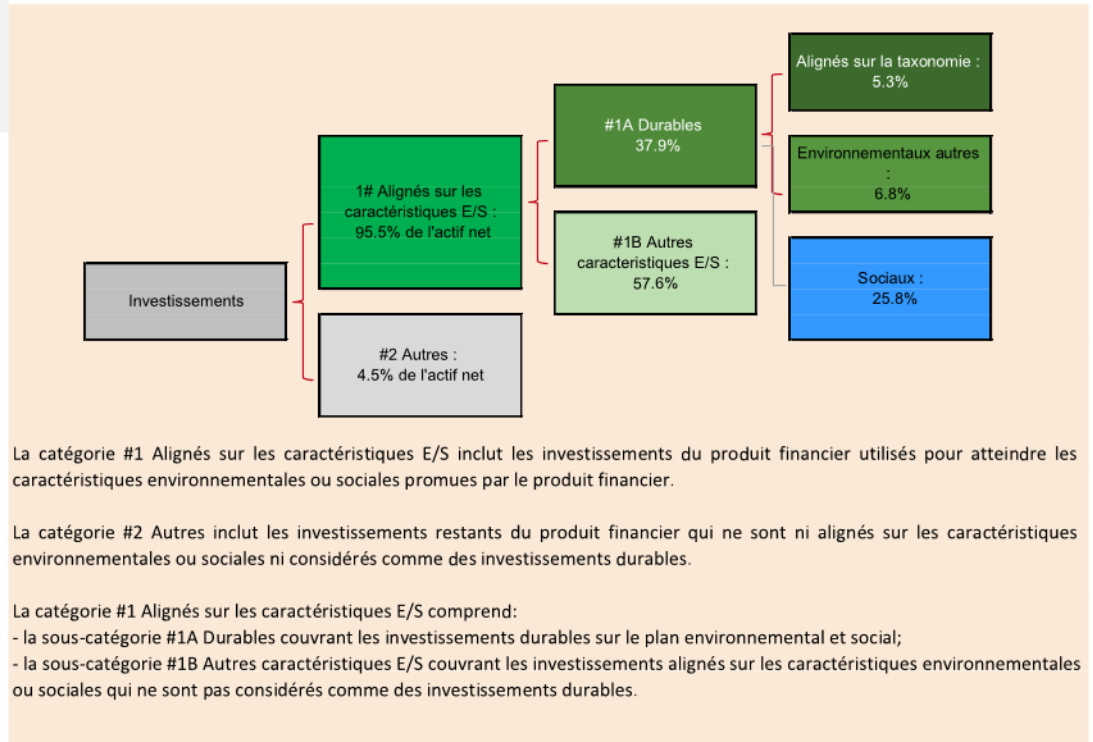 Investissements
1# Alignés sur les
caractéristiques E/S :
95.5% de l'actif net
#2 Autres :
4.5% de l'actif net
#1A Durables
37.9%
#1B Autres
caracteristiques E/S :
57.6%
Alignés sur la taxonomie :
5.3%
Environnementaux autres
:
6.8%
Sociaux :
25.8%
La catégorie #1 Alignés sur les caractéristiques E/S inclut les investissements du produit financier utilisés pour atteindre les
caractéristiques environnementales ou sociales promues par le produit financier.
La catégorie #2 Autres inclut les investissements restants du produit financier qui ne sont ni alignés sur les caractéristiques
environnementales ou sociales ni considérés comme des investissements durables.
La catégorie #1 Alignés sur les caractéristiques E/S comprend:
- la sous-catégorie #1A Durables couvrant les investissements durables sur le plan environnemental et social;
- la sous-catégorie #1B Autres caractéristiques E/S couvrant les investissements alignés sur les caractéristiques environnementales
ou sociales qui ne sont pas considérés comme des investissements durables.